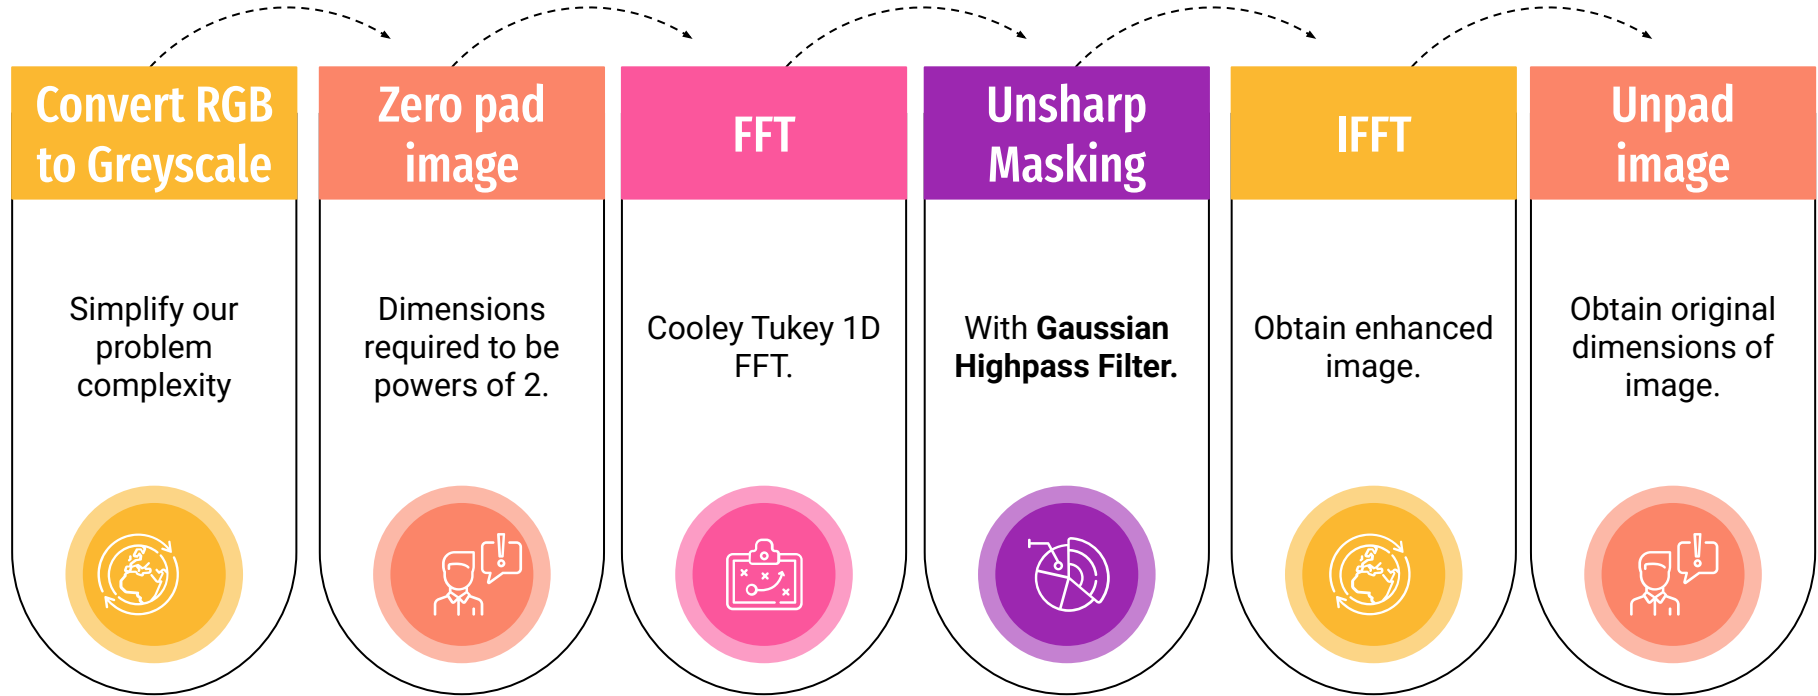 Convert RGB
to Greyscale
Simplify our
problem
complexity
Zero pad
image
Dimensions
required to be
powers of 2.
FFT
Cooley Tukey 1D
FFT.
Unsharp
Masking
With Gaussian
Highpass Filter.
IFFT
Obtain enhanced
image.
Unpad
image
Obtain original
dimensions of
image.